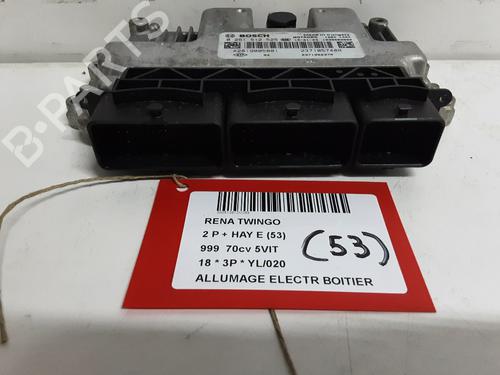 BOSCH
0 261 S12 525
237105748R
B-PARTS
RENA TWINGO
2 P + HAY E (53)
999 70cv 5VIT
18 * 3P * YL/020
ALLUMAGE ELECTR BOITIER
(53)